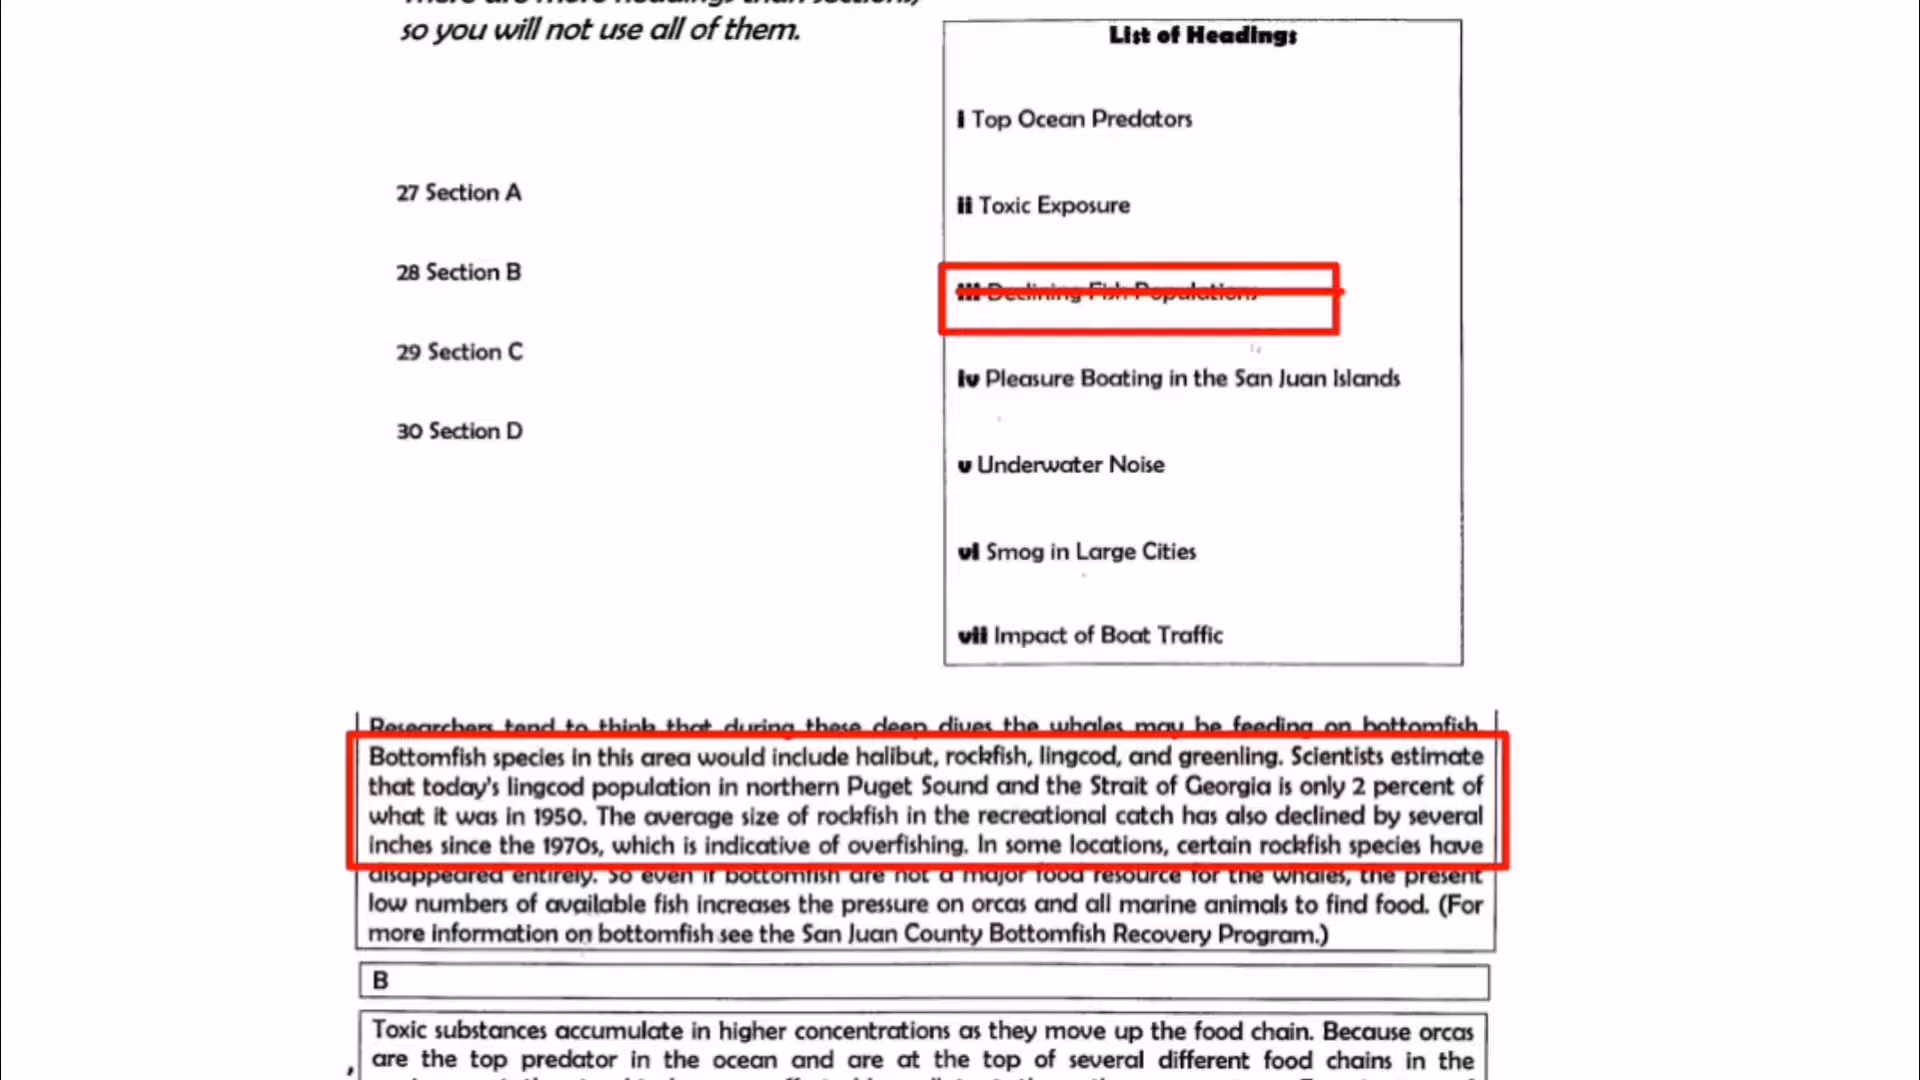 so you will not use all of them.
List of Headings
i Top Ocean Predators
27 Section A
ii Toxic Exposure
28 Section B
iii Declining Fish Populations
29 Section C
iv Pleasure Boating in the San Juan Islands
30 Section D
v Underwater Noise
vi Smog in Large Cities
vii Impact of Boat Traffic
Researchers tend to think that during these deep dives the whales may be feeding on bottomfish.
Bottomfish species in this area would include halibut, rockfish, lingcod, and greenling. Scientists estimate
that today's lingcod population in northern Puget Sound and the Strait of Georgia is only 2 percent of
what it was in 1950. The average size of rockfish in the recreational catch has also declined by several
inches since the 1970s, which is indicative of overfishing. In some locations, certain rockfish species have
disappeared entirely. So even if bottomfish are not a major food resource for the whales, the present
low numbers of available fish increases the pressure on orcas and all marine animals to find food. (For
more information on bottomfish see the San Juan County Bottomfish Recovery Program.)
B
Toxic substances accumulate in higher concentrations as they move up the food chain. Because orcas
are the top predator in the ocean and are at the top of several different food chains in the